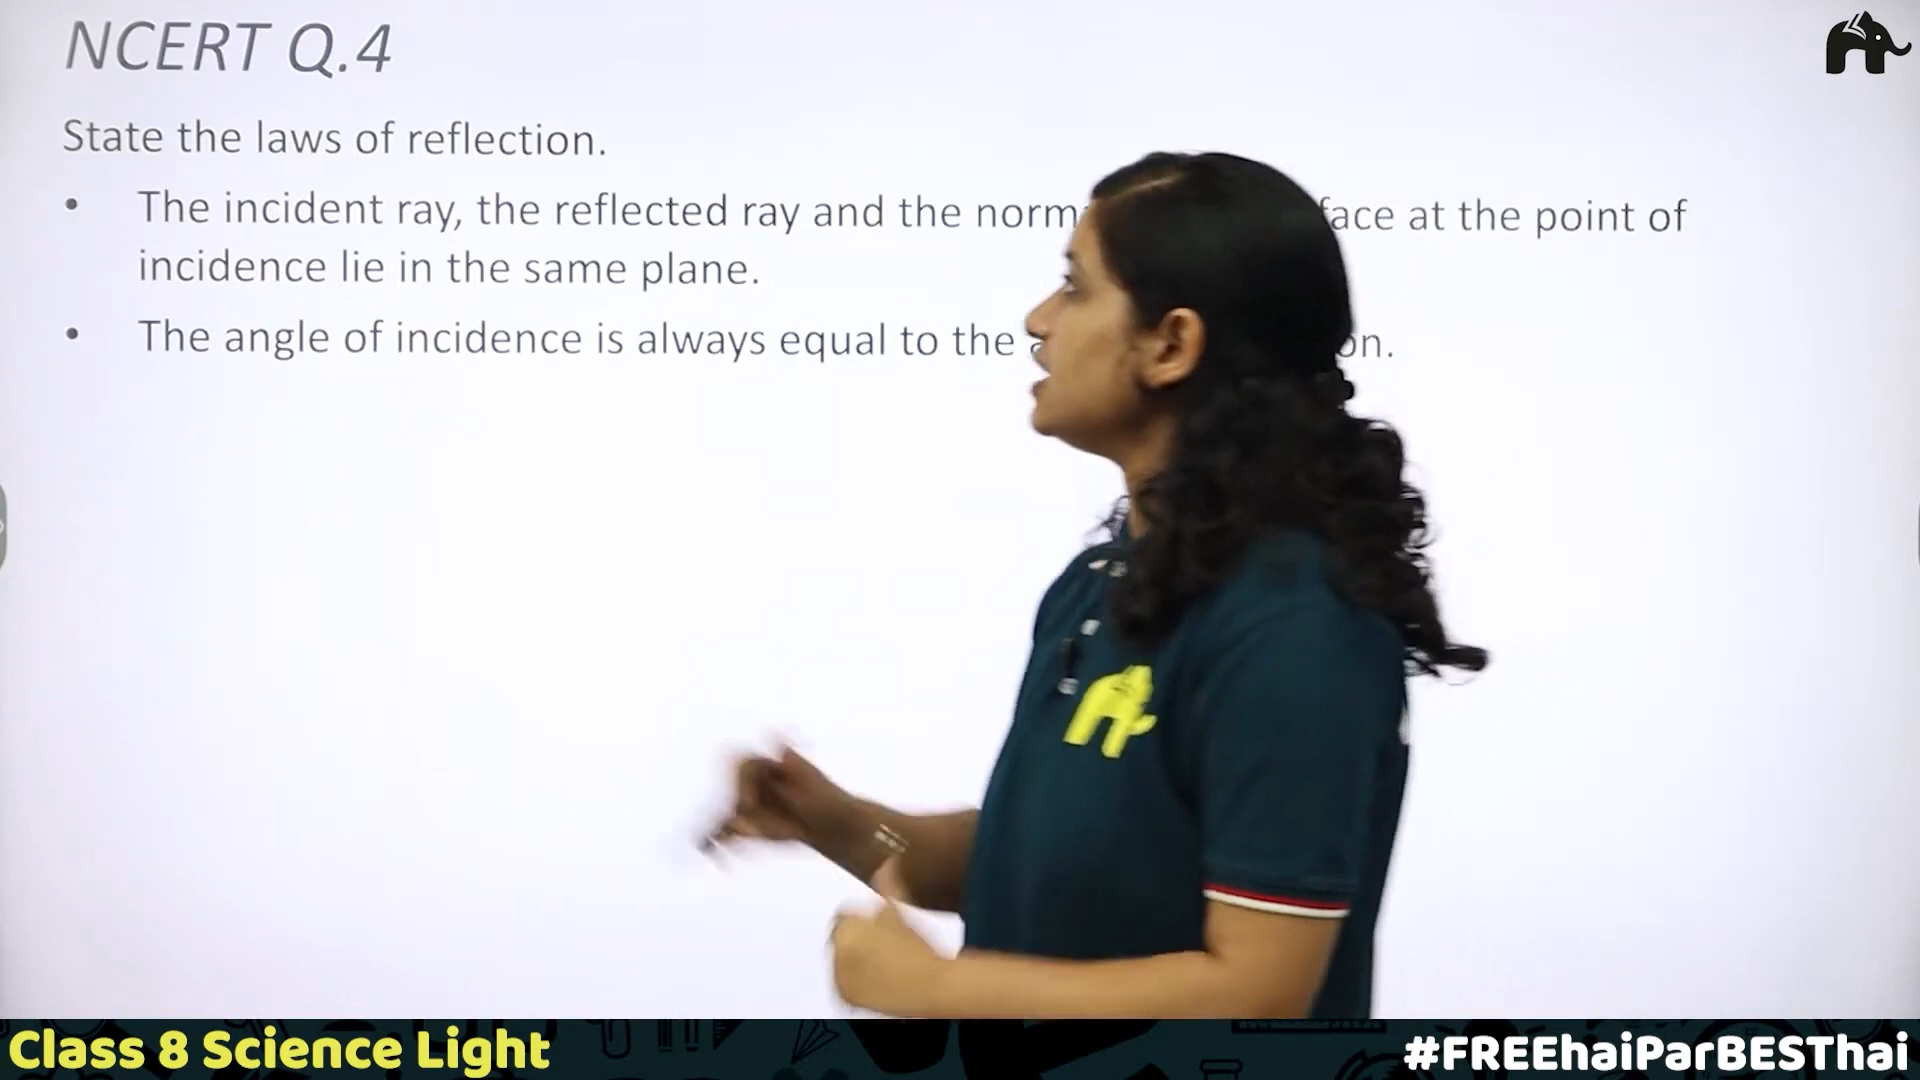 NCERT Q.4
State the laws of reflection.
• The incident ray, the reflected ray and the face at the point of
incidence lie in the same plane.
• The angle of incidence is always equal to the
Class 8 Science Light #FREEhaiParBESThai